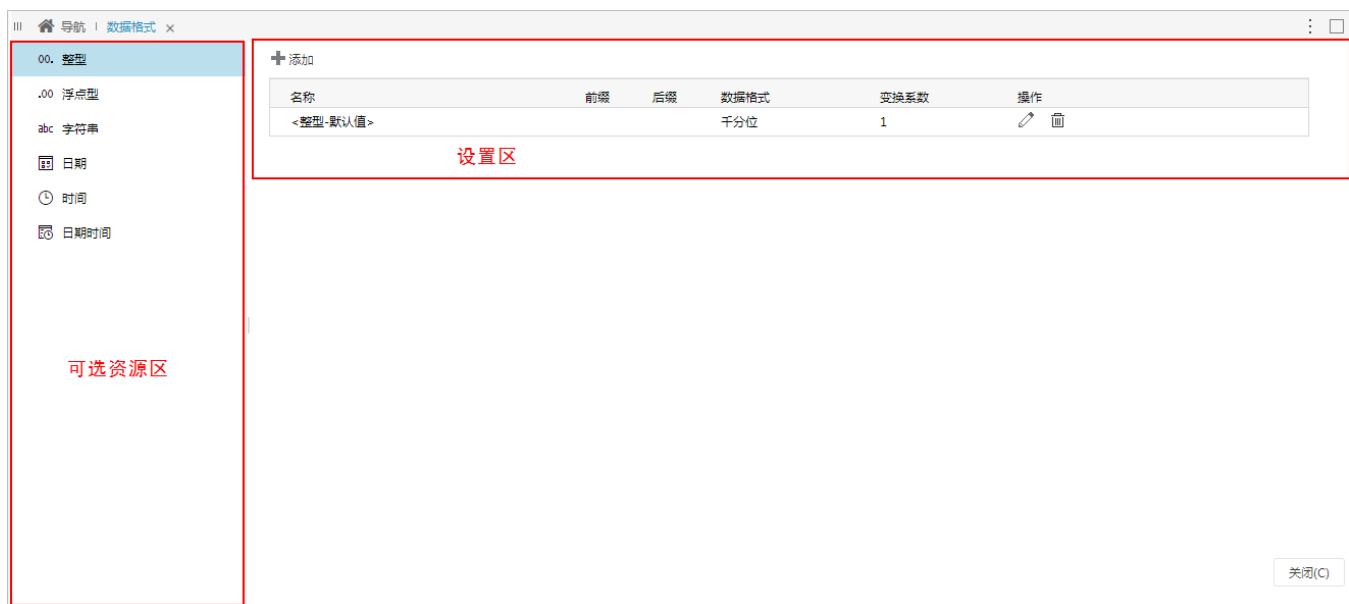 导航 数据格式
00. 整型
.00 浮点型
abc 字符串
日期
时间
日期时间
可选资源区
添加
名称 前缀 后缀 数据格式 变换系数 操作
<整型-默认值> 千分位 1
设置区
关闭(C)